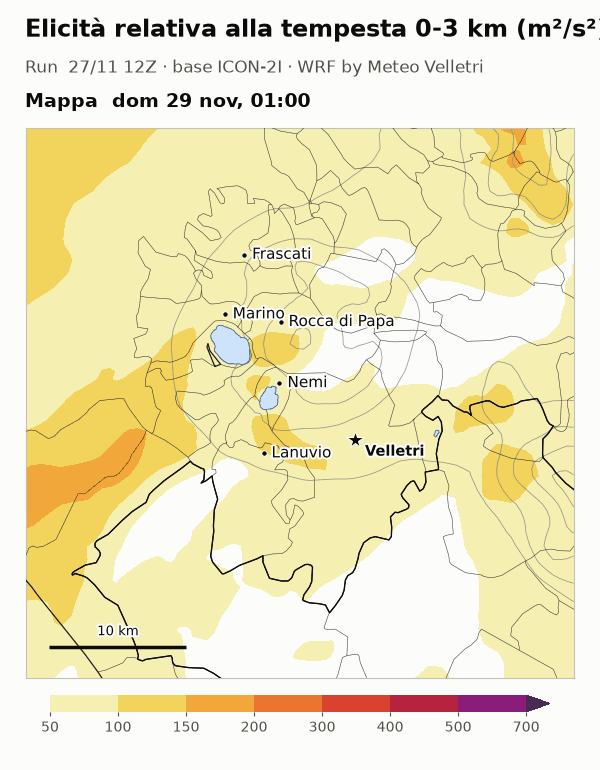 Elicità relativa alla tempesta 0-3 km (m²/s²)
Run 27/11 12Z · base ICON-2I · WRF by Meteo Velletri
Mappa dom 29 nov, 01:00
Frascati
Marino
Rocca di Papa
Nemi
Velletri
Lanuvio
10 km
50 100 150 200 300 400 500 700